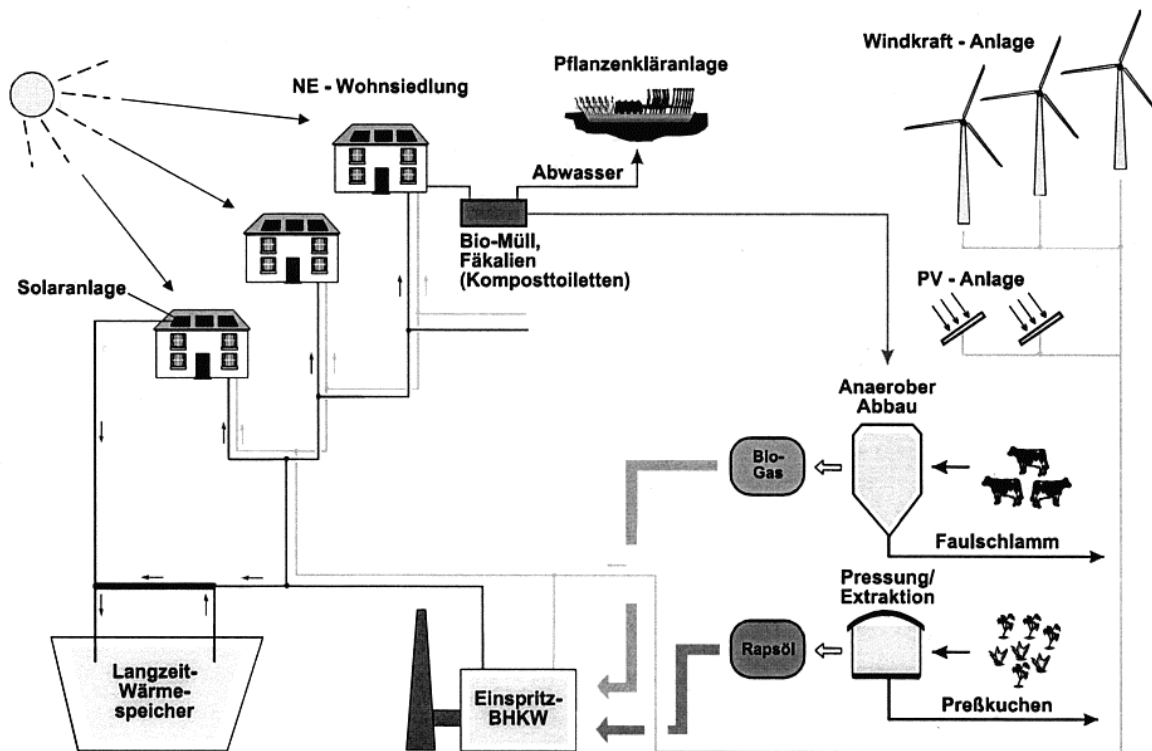 Windkraft - Anlage
Pflanzenkläranlage
NE - Wohnsiedlung
Abwasser
Bio-Müll,
Fäkalien
(Komposttoiletten)
Solaranlage
PV - Anlage
Anaerober
Abbau
Bio-
Gas
Faulschlamm
Pressung/
Extraktion
Rapsöl
Preßkuchen
Langzeit-
Wärme-
speicher
Einspritz-
BHKW